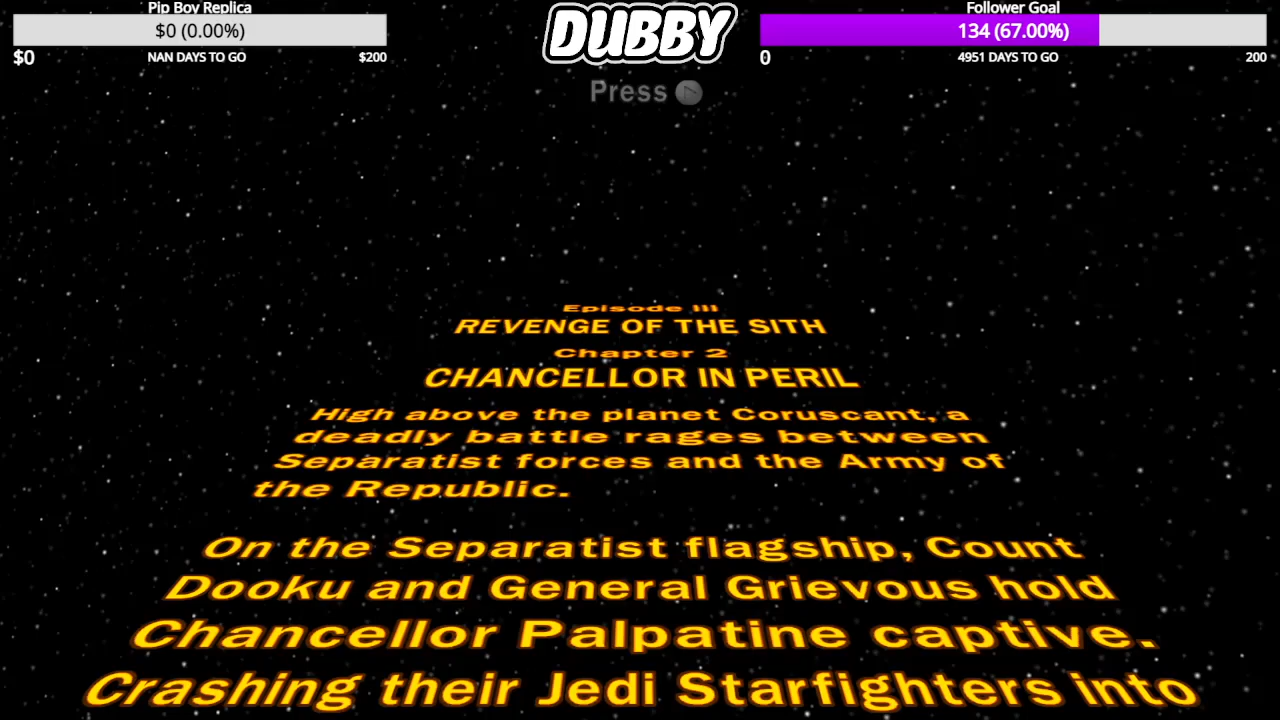 Pip Boy Replica
$0 (0.00%)
$0
NAN DAYS TO GO
$200
DUBBY
Press
Follower Goal
134 (67.00%)
0
4951 DAYS TO GO
200
Episode III
REVENGE OF THE SITH
Chapter 2
CHANCELLOR IN PERIL
High above the planet Coruscant, a
deadly battle rages between
Separatist forces and the Army of
the Republic.
On the Separatist flagship, Count
Dooku and General Grievous hold
Chancellor Palpatine captive.
Crashing their Jedi Starfighters into